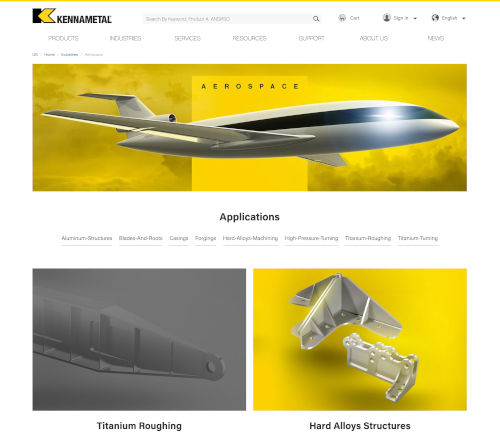 KENNAMETAL
Search By Keyword, Product #, ANSI/ISO
Cart
Sign in
English
PRODUCTS INDUSTRIES SERVICES RESOURCES SUPPORT ABOUT US NEWS
US / Home / Industries / Aerospace
AEROSPACE
Applications
Aluminum-Structures Blades-And-Roots Casings Forgings Hard-Alloys-Machining High-Pressure-Turning Titanium-Roughing Titanium-Turning
Titanium Roughing
Hard Alloys Structures